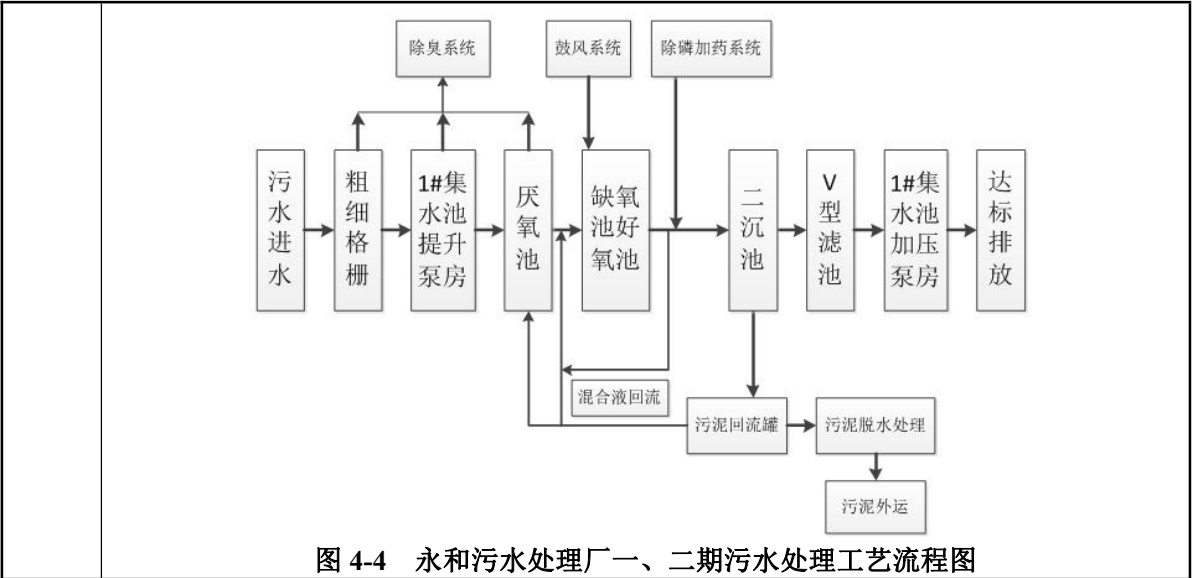 除臭系统
鼓风系统
除磷加药系统
污
水
进
水
粗
细
格
栅
1#集
水池
提升
泵房
厌
氧
池
缺氧
池好
氧池
二
沉
池
V
型
滤
池
1#集
水池
加压
泵房
达
标
排
放
混合液回流
污泥回流罐
污泥脱水处理
污泥外运
图 4-4 永和污水处理厂一、二期污水处理工艺流程图